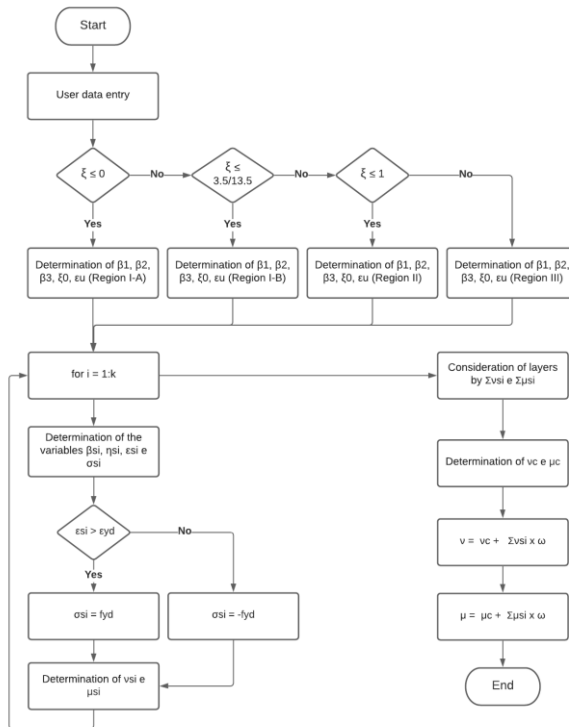 Start
User data entry
ξ ≤ 0
No
ξ ≤
3.5/13.5
No
ξ ≤ 1
No
Yes
Yes
Yes
Determination of β1, β2,
β3, ξ0, εu (Region I-A)
Determination of β1, β2,
β3, ξ0, εu (Region I-B)
Determination of β1, β2,
β3, ξ0, εu (Region II)
Determination of β1, β2,
β3, ξ0, εu (Region III)
for i = 1:k
Consideration of layers
by Σνsi e Σμsi
Determination of the
variables βsi, ηsi, εsi e
σsi
Determination of νc e μc
εsi > εyd
No
Yes
ν = νc + Σνsi x ω
σsi = fyd
σsi = -fyd
μ = μc + Σμsi x ω
Determination of νsi e
μsi
End